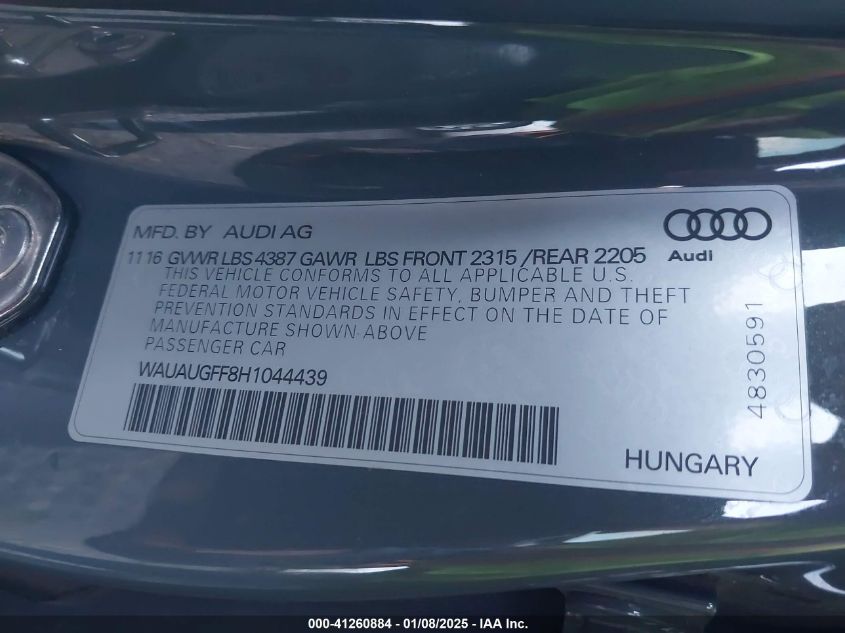 MFD. BY AUDI AG
11 16 GVWR LBS 4387 GAWR LBS FRONT 2315 / REAR 2205
THIS VEHICLE CONFORMS TO ALL APPLICABLE U.S.
FEDERAL MOTOR VEHICLE SAFETY, BUMPER AND THEFT
PREVENTION STANDARDS IN EFFECT ON THE DATE OF
MANUFACTURE SHOWN ABOVE
PASSENGER CAR
WAUAUGFF8H1044439
Audi
4830591
HUNGARY
000-41260884 - 01/08/2025 - IAA Inc.